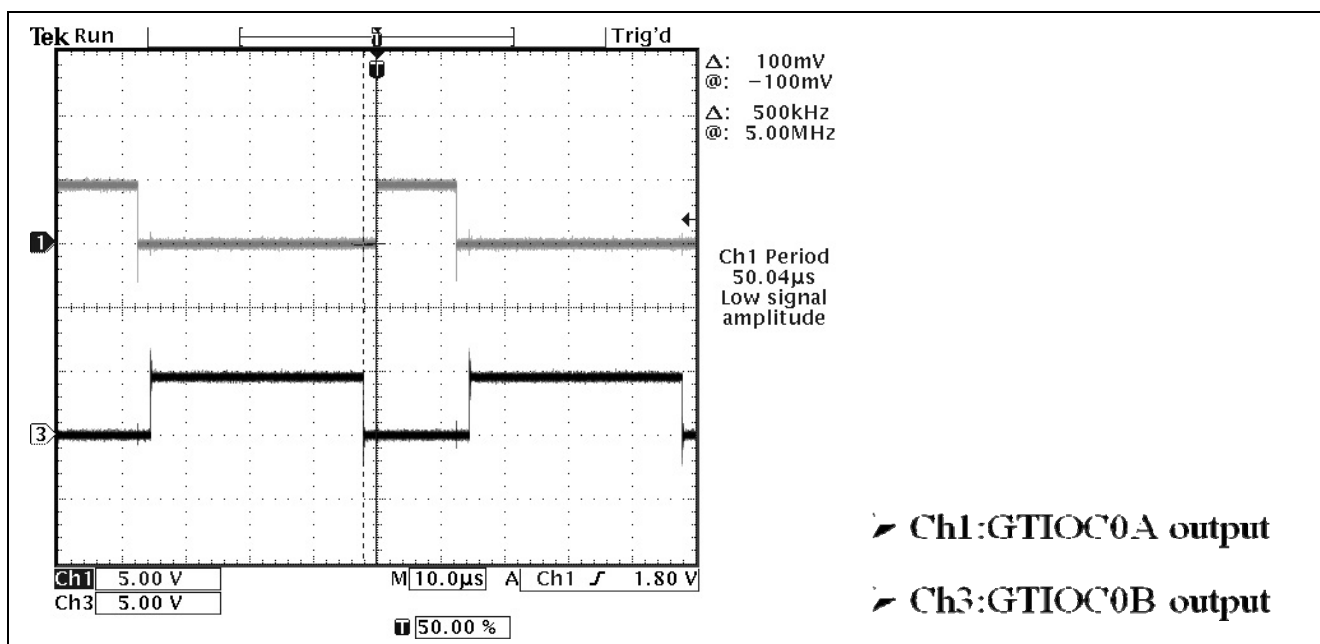 Tek Run
Trig'd
T
Δ: 100mV
@: −100mV
Δ: 500kHz
@: 5.00MHz
1
Ch1 Period
50.04µs
Low signal
amplitude
3
Ch1 5.00 V M 10.0µs A Ch1 1.80 V
Ch3 5.00 V
T 50.00 %
➢ Ch1:GTIOC0A output
➢ Ch3:GTIOC0B output